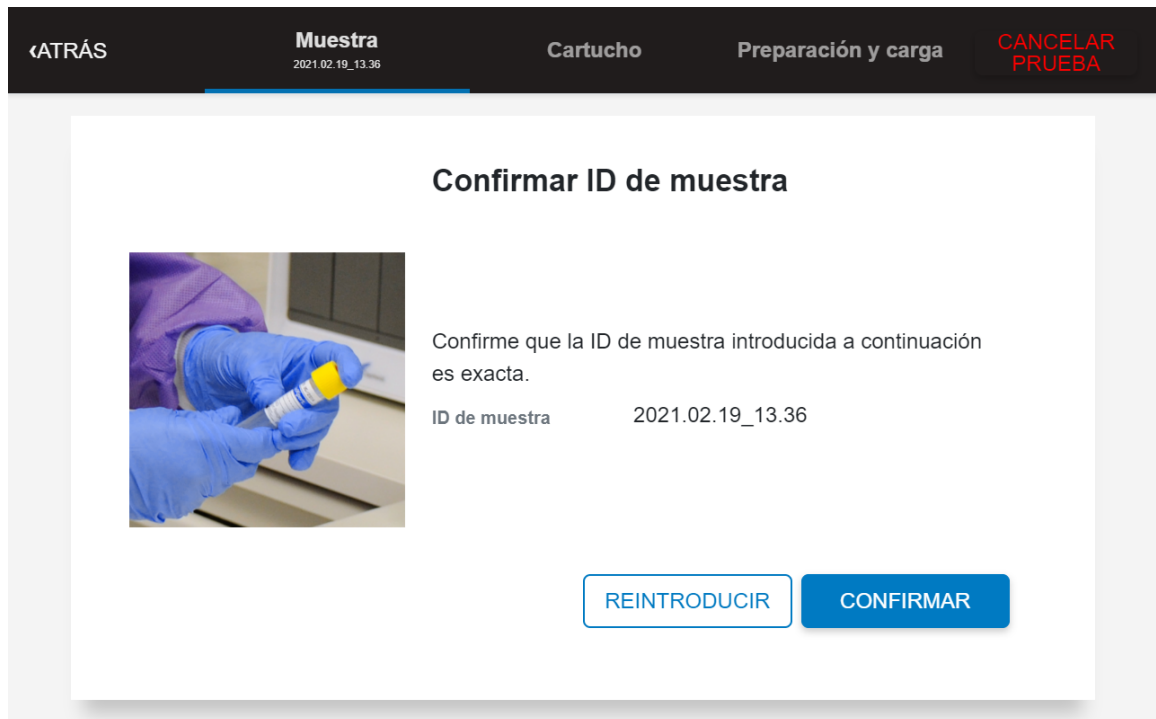 ‹ATRÁS
Muestra
2021.02.19_13.36
Cartucho
Preparación y carga
CANCELAR
PRUEBA
Confirmar ID de muestra
Confirme que la ID de muestra introducida a continuación
es exacta.
ID de muestra 2021.02.19_13.36
REINTRODUCIR
CONFIRMAR